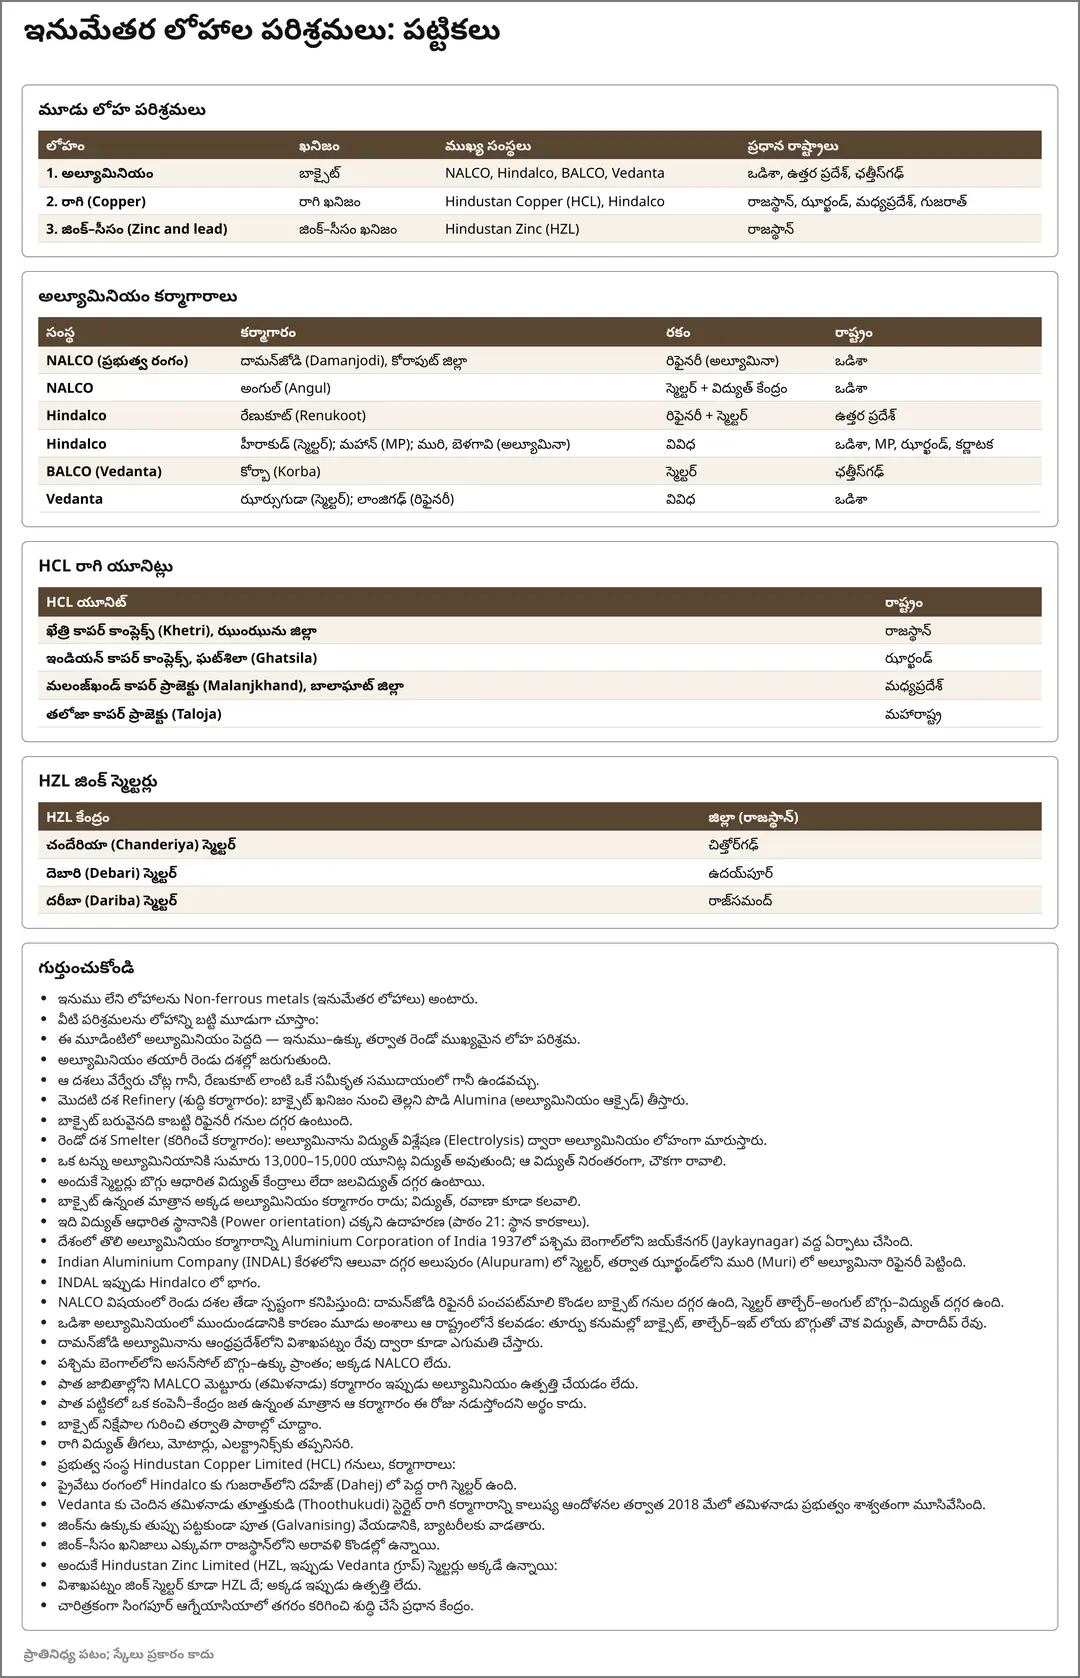 ఇనుమేతర లోహాల పరిశ్రమలు: పట్టికలు
మూడు లోహ పరిశ్రమలు
లోహం ఖనిజం ముఖ్య సంస్థలు ప్రధాన రాష్ట్రాలు
1. అల్యూమినియం బాక్సైట్ NALCO, Hindalco, BALCO, Vedanta ఒడిశా, ఉత్తర ప్రదేశ్, ఛత్తీస్‌గఢ్
2. రాగి (Copper) రాగి ఖనిజం Hindustan Copper (HCL), Hindalco రాజస్థాన్, ఝార్ఖండ్, మధ్యప్రదేశ్, గుజరాత్
3. జింక్–సీసం (Zinc and lead) జింక్–సీసం ఖనిజం Hindustan Zinc (HZL) రాజస్థాన్
అల్యూమినియం కర్మాగారాలు
సంస్థ కర్మాగారం రకం రాష్ట్రం
NALCO (ప్రభుత్వ రంగం) దామన్‌జోడి (Damanjodi), కోరాపుట్ జిల్లా రిఫైనరీ (అల్యూమినా) ఒడిశా
NALCO అంగుల్ (Angul) స్మెల్టర్ + విద్యుత్ కేంద్రం ఒడిశా
Hindalco రేణుకూట్ (Renukoot) రిఫైనరీ + స్మెల్టర్ ఉత్తర ప్రదేశ్
Hindalco హీరాకుడ్ (స్మెల్టర్); మహాన్ (MP); మురి, బెళగావి (అల్యూమినా) వివిధ ఒడిశా, MP, ఝార్ఖండ్, కర్ణాటక
BALCO (Vedanta) కోర్బా (Korba) స్మెల్టర్ ఛత్తీస్‌గఢ్
Vedanta ఝార్సుగుడా (స్మెల్టర్); లాంజిగఢ్ (రిఫైనరీ) వివిధ ఒడిశా
HCL రాగి యూనిట్లు
HCL యూనిట్ రాష్ట్రం
ఖేత్రి కాపర్ కాంప్లెక్స్ (Khetri), ఝుంఝును జిల్లా రాజస్థాన్
ఇండియన్ కాపర్ కాంప్లెక్స్, ఘట్‌శిలా (Ghatsila) ఝార్ఖండ్
మలంజ్‌ఖండ్ కాపర్ ప్రాజెక్టు (Malanjkhand), బాలాఘాట్ జిల్లా మధ్యప్రదేశ్
తలోజా కాపర్ ప్రాజెక్టు (Taloja) మహారాష్ట్ర
HZL జింక్ స్మెల్టర్లు
HZL కేంద్రం జిల్లా (రాజస్థాన్)
చందేరియా (Chanderiya) స్మెల్టర్ చిత్తోర్‌గఢ్
దెబారి (Debari) స్మెల్టర్ ఉదయ్‌పూర్
దరీబా (Dariba) స్మెల్టర్ రాజ్‌సమంద్
గుర్తుంచుకోండి
• ఇనుము లేని లోహాలను Non-ferrous metals (ఇనుమేతర లోహాలు) అంటారు.
• వీటి పరిశ్రమలను లోహాన్ని బట్టి మూడుగా చూస్తాం:
• ఈ మూడింటిలో అల్యూమినియం పెద్దది — ఇనుము–ఉక్కు తర్వాత రెండో ముఖ్యమైన లోహ పరిశ్రమ.
• అల్యూమినియం తయారీ రెండు దశల్లో జరుగుతుంది.
• ఆ దశలు వేర్వేరు చోట్ల గానీ, రేణుకూట్ లాంటి ఒకే సమీకృత సముదాయంలో గానీ ఉండవచ్చు.
• మొదటి దశ Refinery (శుద్ధి కర్మాగారం): బాక్సైట్ ఖనిజం నుంచి తెల్లని పొడి Alumina (అల్యూమినియం ఆక్సైడ్) తీస్తారు.
• బాక్సైట్ బరువైనది కాబట్టి రిఫైనరీ గనుల దగ్గర ఉంటుంది.
• రెండో దశ Smelter (కరిగించే కర్మాగారం): అల్యూమినాను విద్యుత్ విశ్లేషణ (Electrolysis) ద్వారా అల్యూమినియం లోహంగా మారుస్తారు.
• ఒక టన్ను అల్యూమినియానికి సుమారు 13,000–15,000 యూనిట్ల విద్యుత్ అవుతుంది; ఆ విద్యుత్ నిరంతరంగా, చౌకగా రావాలి.
• అందుకే స్మెల్టర్లు బొగ్గు ఆధారిత విద్యుత్ కేంద్రాలు లేదా జలవిద్యుత్ దగ్గర ఉంటాయి.
• బాక్సైట్ ఉన్నంత మాత్రాన అక్కడ అల్యూమినియం కర్మాగారం రాదు; విద్యుత్, రవాణా కూడా కలవాలి.
• ఇది విద్యుత్ ఆధారిత స్థానానికి (Power orientation) చక్కని ఉదాహరణ (పాఠం 21: స్థాన కారకాలు).
• దేశంలో తొలి అల్యూమినియం కర్మాగారాన్ని Aluminium Corporation of India 1937లో పశ్చిమ బెంగాల్‌లోని జయ్‌కేనగర్ (Jaykaynagar) వద్ద ఏర్పాటు చేసింది.
• Indian Aluminium Company (INDAL) కేరళలోని ఆలువా దగ్గర అలుపురం (Alupuram) లో స్మెల్టర్, తర్వాత ఝార్ఖండ్‌లోని మురి (Muri) లో అల్యూమినా రిఫైనరీ పెట్టింది.
• INDAL ఇప్పుడు Hindalco లో భాగం.
• NALCO విషయంలో రెండు దశల తేడా స్పష్టంగా కనిపిస్తుంది: దామన్‌జోడి రిఫైనరీ పంచపట్‌మాలి కొండల బాక్సైట్ గనుల దగ్గర ఉంది, స్మెల్టర్ తాల్చేర్–అంగుల్ బొగ్గు–విద్యుత్ దగ్గర ఉంది.
• ఒడిశా అల్యూమినియంలో ముందుండడానికి కారణం మూడు అంశాలు ఆ రాష్ట్రంలోనే కలవడం: తూర్పు కనుమల్లో బాక్సైట్, తాల్చేర్–ఇబ్ లోయ బొగ్గుతో చౌక విద్యుత్, పారాదీప్ రేవు.
• దామన్‌జోడి అల్యూమినాను ఆంధ్రప్రదేశ్‌లోని విశాఖపట్నం రేవు ద్వారా కూడా ఎగుమతి చేస్తారు.
• పశ్చిమ బెంగాల్‌లోని అసన్‌సోల్ బొగ్గు–ఉక్కు ప్రాంతం; అక్కడ NALCO లేదు.
• పాత జాబితాల్లోని MALCO మెట్టూరు (తమిళనాడు) కర్మాగారం ఇప్పుడు అల్యూమినియం ఉత్పత్తి చేయడం లేదు.
• పాత పట్టికలో ఒక కంపెనీ–కేంద్రం జత ఉన్నంత మాత్రాన ఆ కర్మాగారం ఈ రోజు నడుస్తోందని అర్థం కాదు.
• బాక్సైట్ నిక్షేపాల గురించి తర్వాతి పాఠాల్లో చూద్దాం.
• రాగి విద్యుత్ తీగలు, మోటార్లు, ఎలక్ట్రానిక్స్‌కు తప్పనిసరి.
• ప్రభుత్వ సంస్థ Hindustan Copper Limited (HCL) గనులు, కర్మాగారాలు:
• ప్రైవేటు రంగంలో Hindalco కు గుజరాత్‌లోని దహేజ్ (Dahej) లో పెద్ద రాగి స్మెల్టర్ ఉంది.
• Vedanta కు చెందిన తమిళనాడు తూత్తుకుడి (Thoothukudi) స్టెర్లైట్ రాగి కర్మాగారాన్ని కాలుష్య ఆందోళనల తర్వాత 2018 మేలో తమిళనాడు ప్రభుత్వం శాశ్వతంగా మూసివేసింది.
• జింక్‌ను ఉక్కుకు తుప్పు పట్టకుండా పూత (Galvanising) వేయడానికి, బ్యాటరీలకు వాడతారు.
• జింక్–సీసం ఖనిజాలు ఎక్కువగా రాజస్థాన్‌లోని అరావళి కొండల్లో ఉన్నాయి.
• అందుకే Hindustan Zinc Limited (HZL, ఇప్పుడు Vedanta గ్రూప్) స్మెల్టర్లు అక్కడే ఉన్నాయి:
• విశాఖపట్నం జింక్ స్మెల్టర్ కూడా HZL దే; అక్కడ ఇప్పుడు ఉత్పత్తి లేదు.
• చారిత్రకంగా సింగపూర్ ఆగ్నేయాసియాలో తగరం కరిగించి శుద్ధి చేసే ప్రధాన కేంద్రం.
ప్రాతినిధ్య పటం; స్కేలు ప్రకారం కాదు